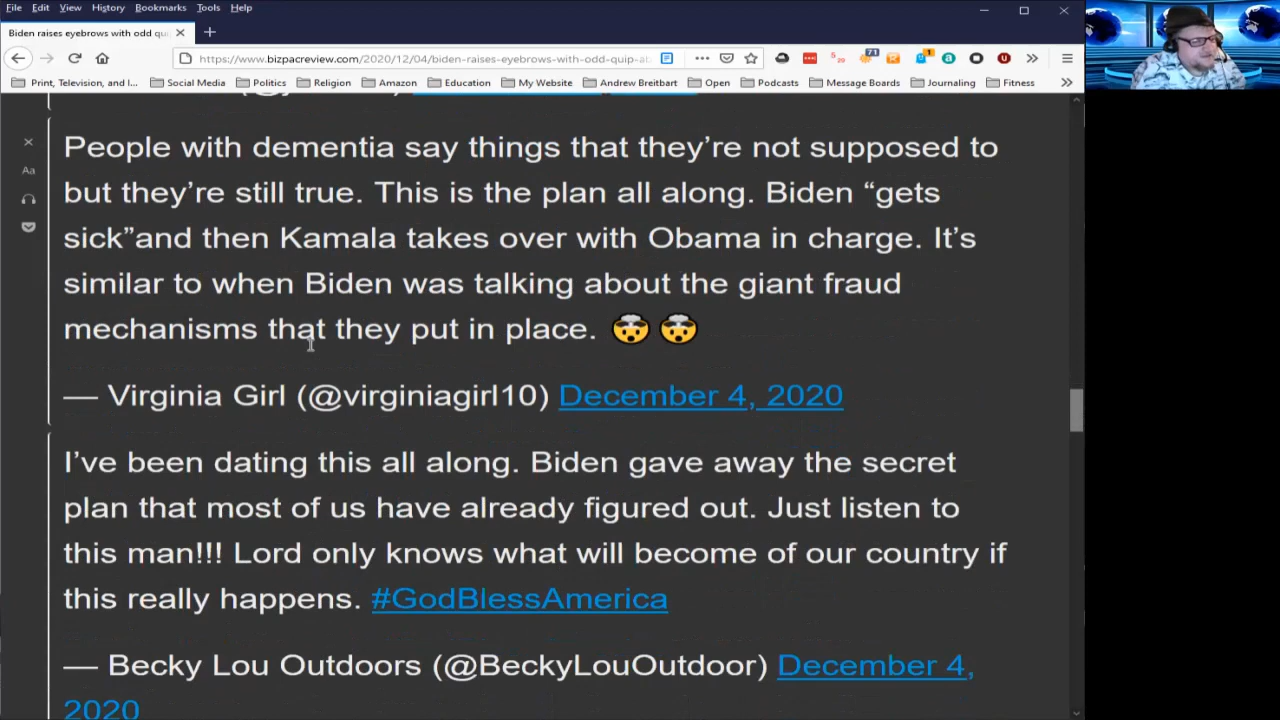 File Edit View History Bookmarks Tools Help
Biden raises eyebrows with odd qui
https://www.bizpacreview.com/2020/12/04/biden-raises-eyebrows-with-odd-quip-ab
71
29
1
Print, Television, and I... Social Media Politics Religion Amazon Education My Website Andrew Breitbart Open Podcasts Message Boards Journaling Fitness
Aa
People with dementia say things that they're not supposed to
but they're still true. This is the plan all along. Biden “gets
sick”and then Kamala takes over with Obama in charge. It's
similar to when Biden was talking about the giant fraud
mechanisms that they put in place. 🤯 🤯
— Virginia Girl (@virginiagirl10) December 4, 2020
I've been dating this all along. Biden gave away the secret
plan that most of us have already figured out. Just listen to
this man!!! Lord only knows what will become of our country if
this really happens. #GodBlessAmerica
— Becky Lou Outdoors (@BeckyLouOutdoor) December 4,
2020